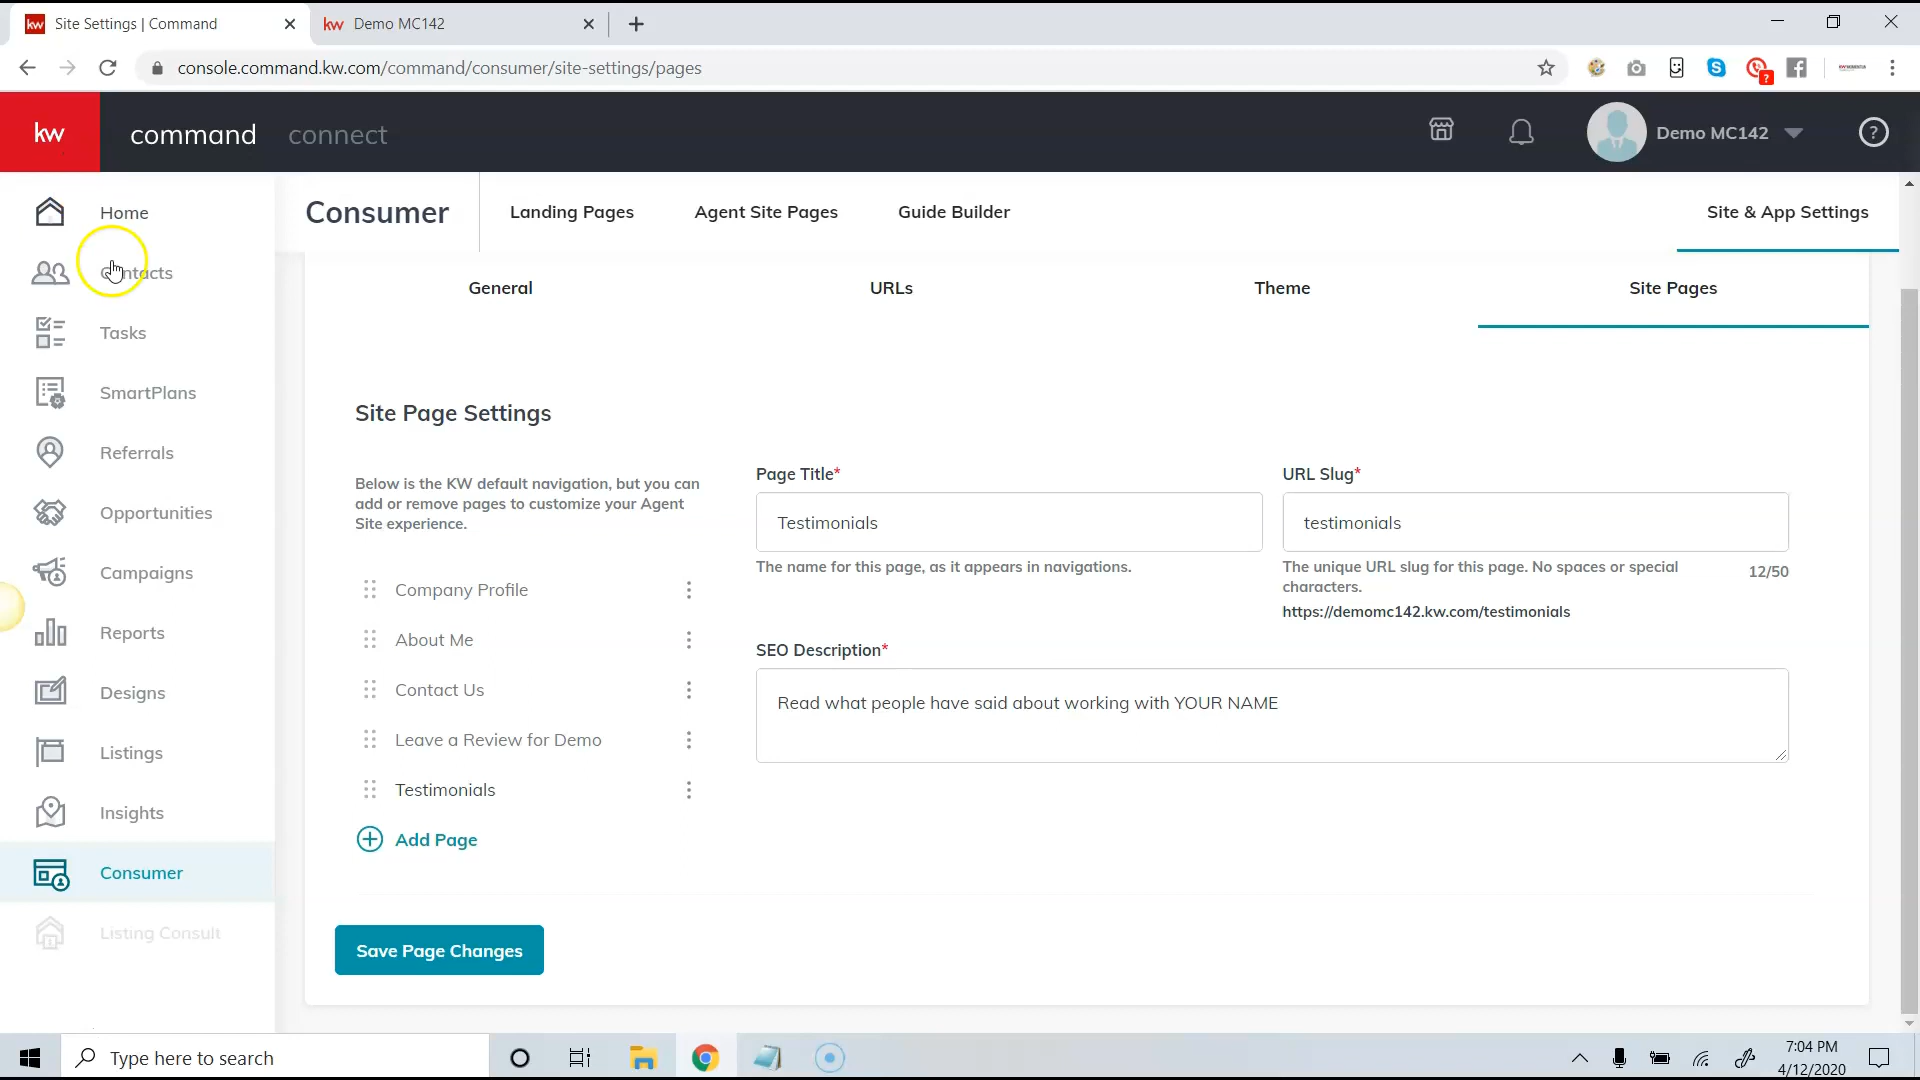 Site Settings | Command
Demo MC142
console.command.kw.com/command/consumer/site-settings/pages
kw
command
connect
Demo MC142
Home
Contacts
Tasks
SmartPlans
Referrals
Opportunities
Campaigns
Reports
Designs
Listings
Insights
Consumer
Listing Consult
Consumer
Landing Pages
Agent Site Pages
Guide Builder
Site & App Settings
General
URLs
Theme
Site Pages
Site Page Settings
Below is the KW default navigation, but you can
add or remove pages to customize your Agent
Site experience.
Company Profile
About Me
Contact Us
Leave a Review for Demo
Testimonials
Add Page
Page Title*
Testimonials
The name for this page, as it appears in navigations.
URL Slug*
testimonials
The unique URL slug for this page. No spaces or special
characters.
12/50
https://demomc142.kw.com/testimonials
SEO Description*
Read what people have said about working with YOUR NAME
Save Page Changes
Type here to search
7:04 PM
4/12/2020